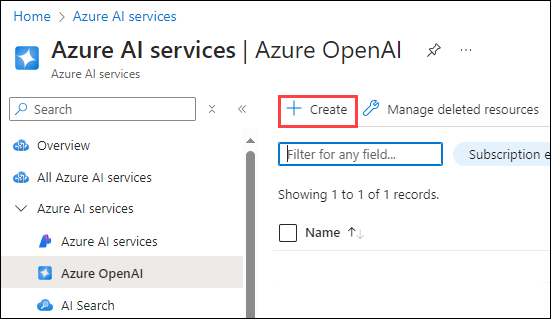 Home > Azure AI services >
Azure AI services | Azure OpenAI
Azure AI services
Search
+ Create
Manage deleted resources
Filter for any field...
Subscription e
Showing 1 to 1 of 1 records.
Name ↑↓
Overview
All Azure AI services
Azure AI services
Azure AI services
Azure OpenAI
AI Search